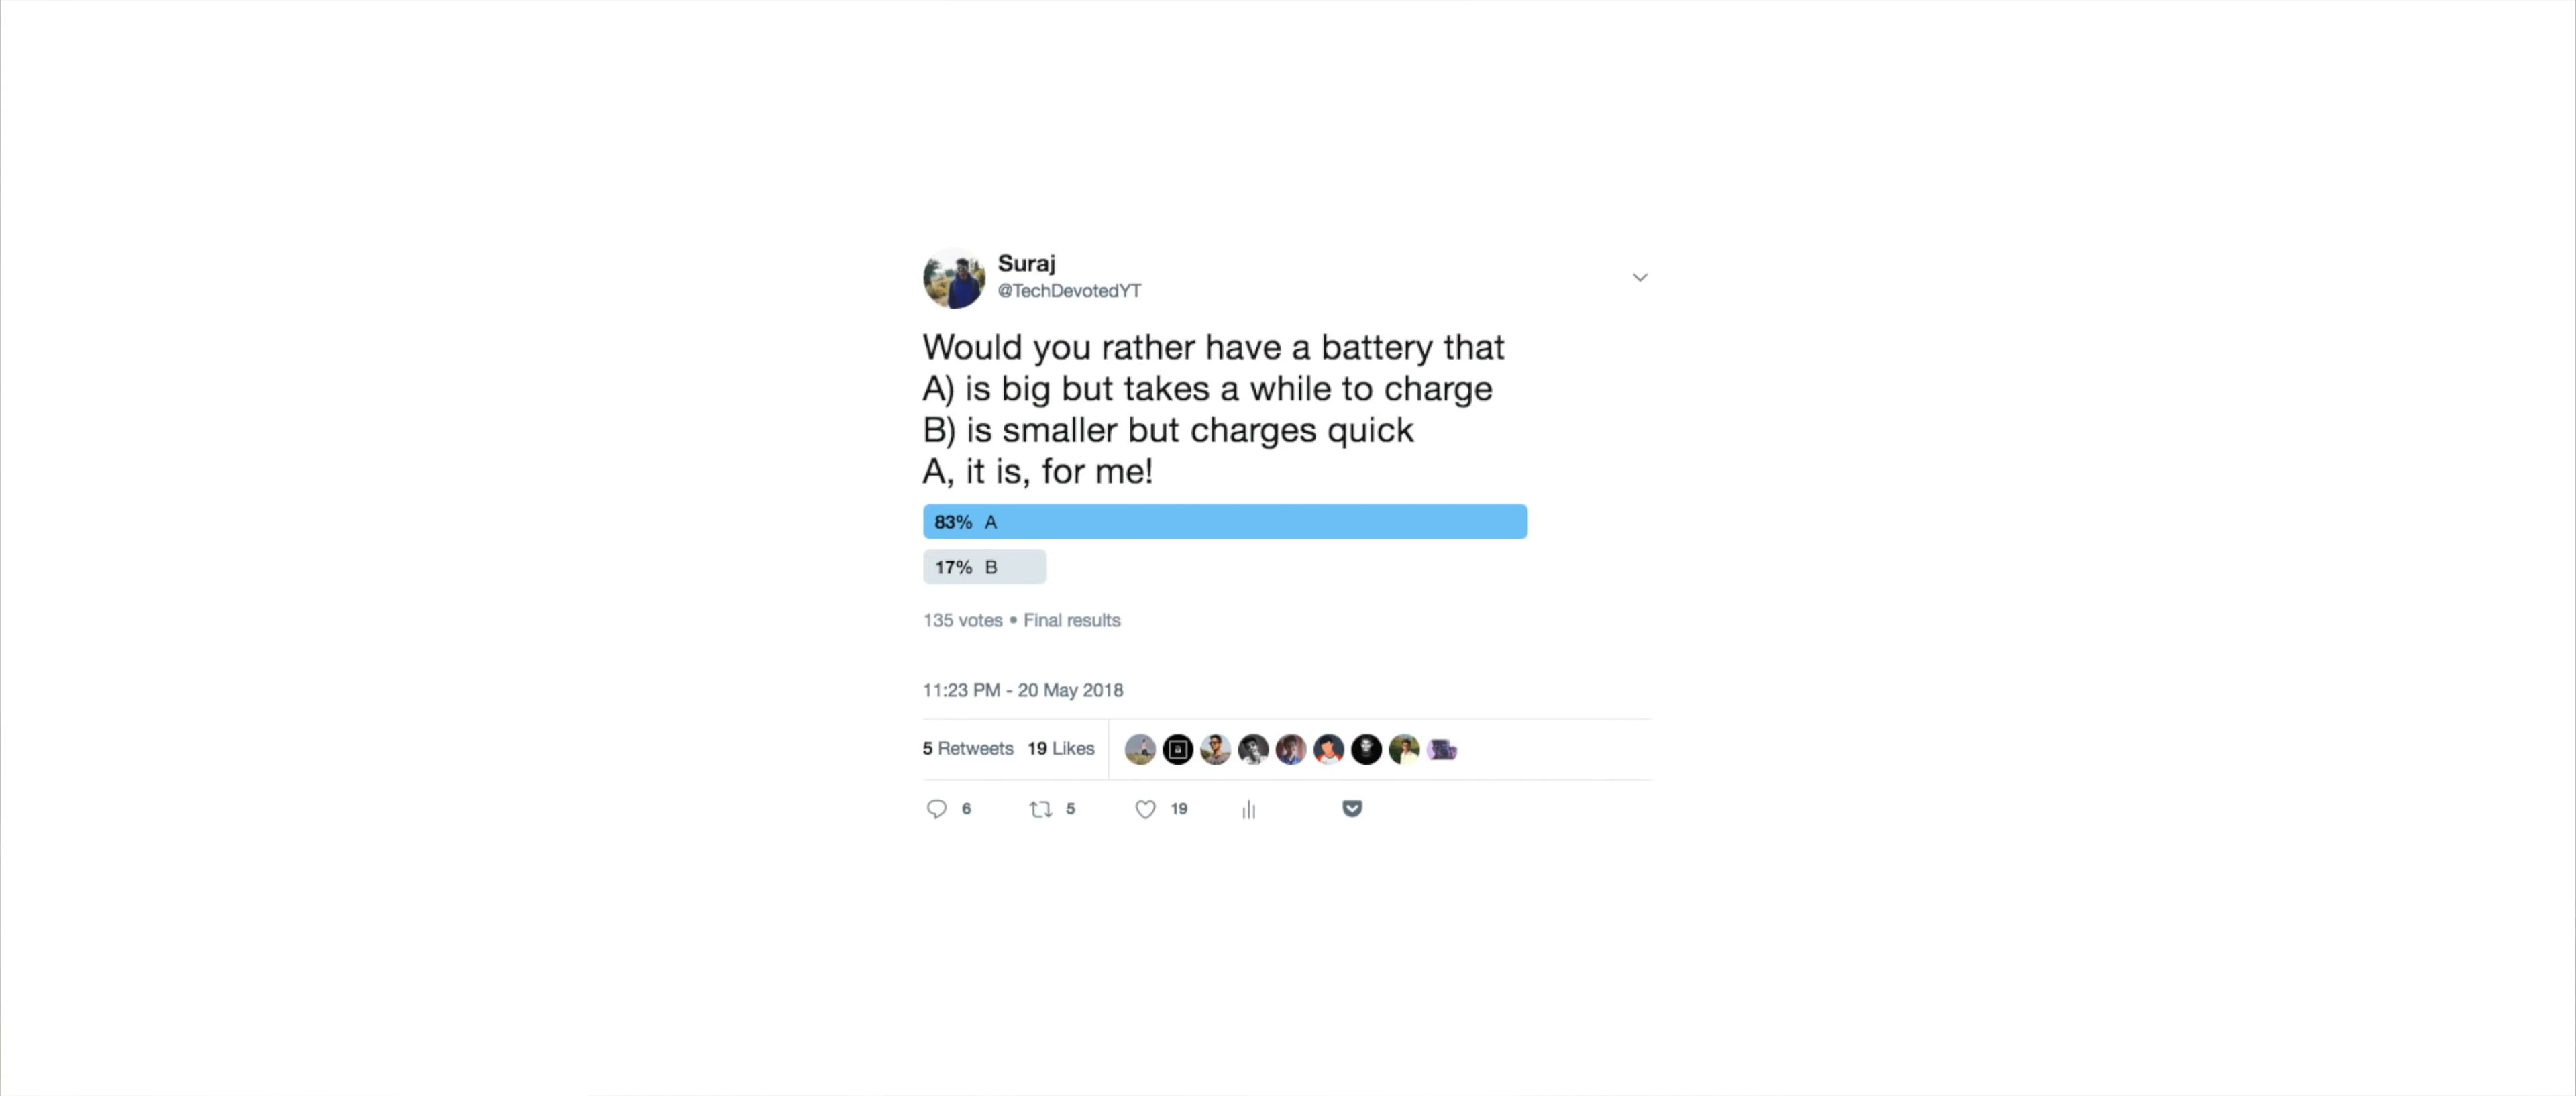 Suraj
@TechDevotedYT
Would you rather have a battery that
A) is big but takes a while to charge
B) is smaller but charges quick
A, it is, for me!
83% A
17% B
135 votes • Final results
11:23 PM - 20 May 2018
5 Retweets 19 Likes
6 5 19